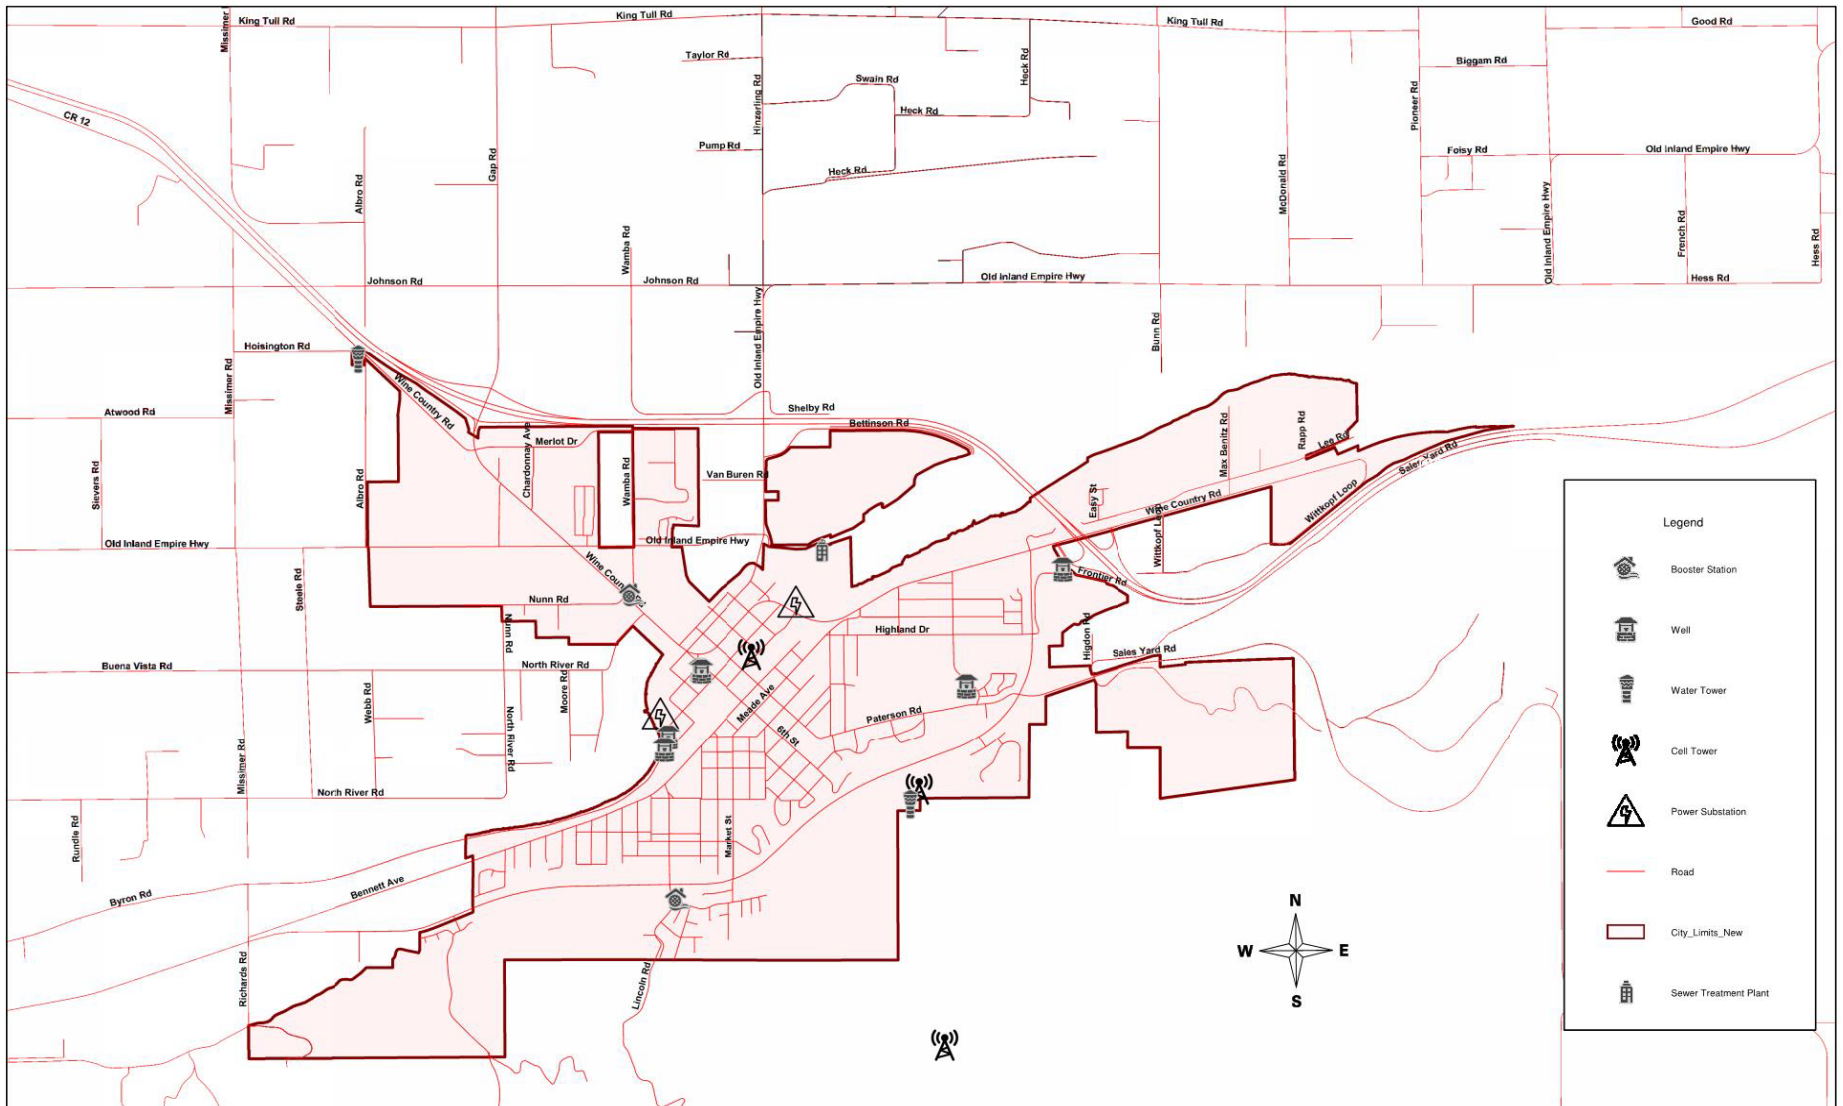 King Tull Rd
King Tull Rd
King Tull Rd
Good Rd
Missimer
Taylor Rd
Heck Rd
Biggam Rd
Swain Rd
Hinzerling Rd
Pioneer Rd
Heck Rd
CR 12
Pump Rd
Foisy Rd
Old Inland Empire Hwy
Gap Rd
Heck Rd
Albro Rd
McDonald Rd
Old Inland Empire Hwy
French Rd
Hess Rd
Wamba Rd
Johnson Rd
Johnson Rd
Old Inland Empire Hwy
Hess Rd
Old Inland Empire Hwy
Bunn Rd
Hoisington Rd
Missimer Rd
Wine Country Rd
Atwood Rd
Shelby Rd
Bettinson Rd
Merlot Dr
Chardonnay Ave
Max Benitz Rd
Rapp Rd
Lee Rd
Sales Yard Rd
Sievers Rd
Albro Rd
Wamba Rd
Van Buren Rd
Easy St
Wine Country Rd
Wittkopf Loop
Wittkopf Loop
Old Inland Empire Hwy
Old Inland Empire Hwy
Wine Country
Steele Rd
Frontier Rd
Nunn Rd
Nunn Rd
Highland Dr
Higdon Rd
Sales Yard Rd
Buena Vista Rd
North River Rd
Webb Rd
Moore Rd
Meade Ave
Paterson Rd
6th St
North River Rd
Missimer Rd
North River Rd
Rundle Rd
Market St
Byron Rd
Bennett Ave
Richards Rd
Lincoln Rd
N
W E
S
Legend
Booster Station
Well
Water Tower
Cell Tower
Power Substation
Road
City_Limits_New
Sewer Treatment Plant